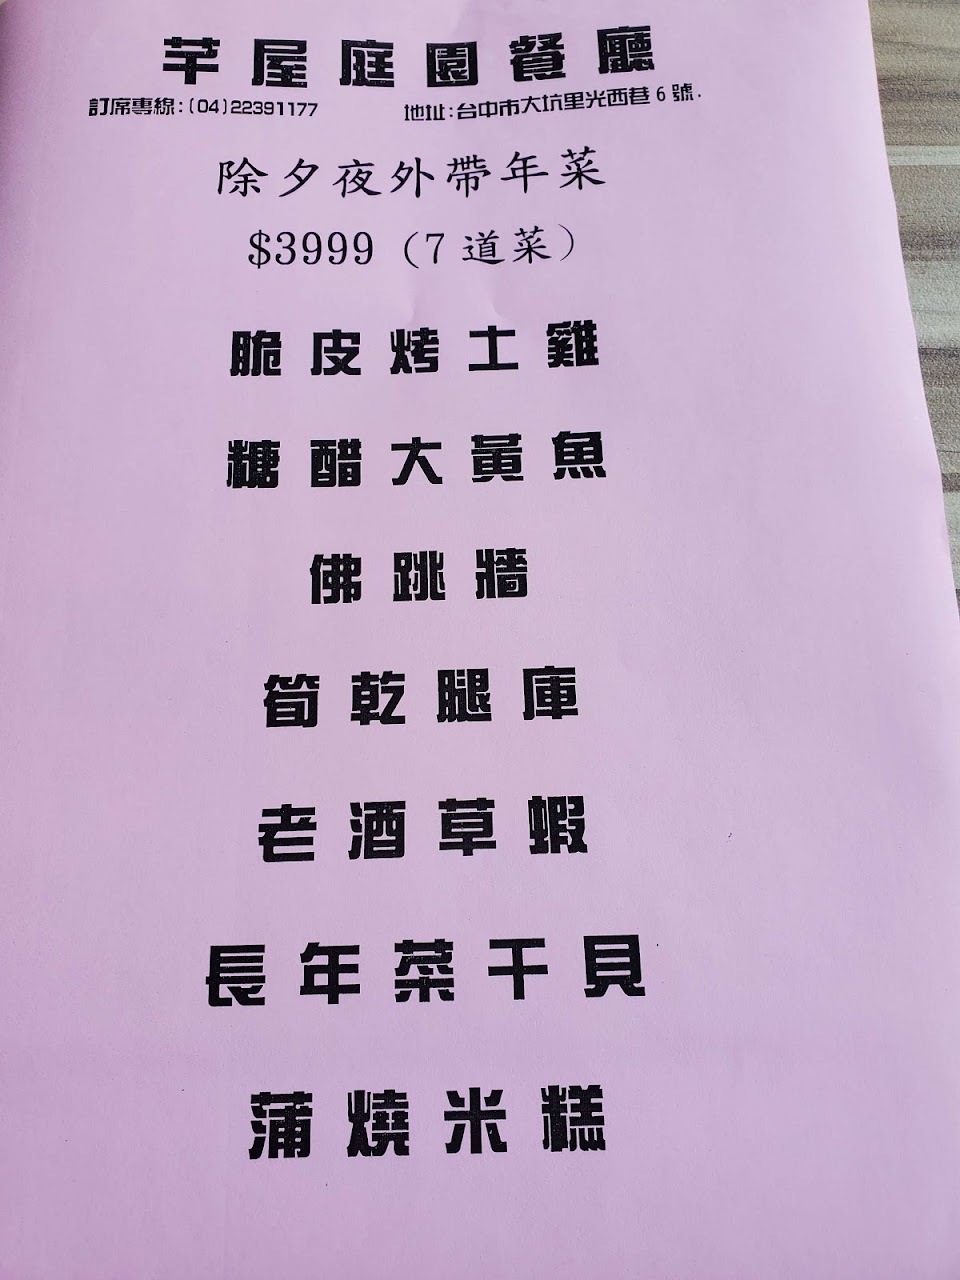 芊屋庭園餐廳
訂席專線:(04)22391177 地址:台中市大坑里光西巷6號.
除夕夜外帶年菜
$3999 (7道菜)
脆皮烤土雞
糖醋大黃魚
佛跳牆
筍乾腿庫
老酒草蝦
長年菜干貝
蒲燒米糕